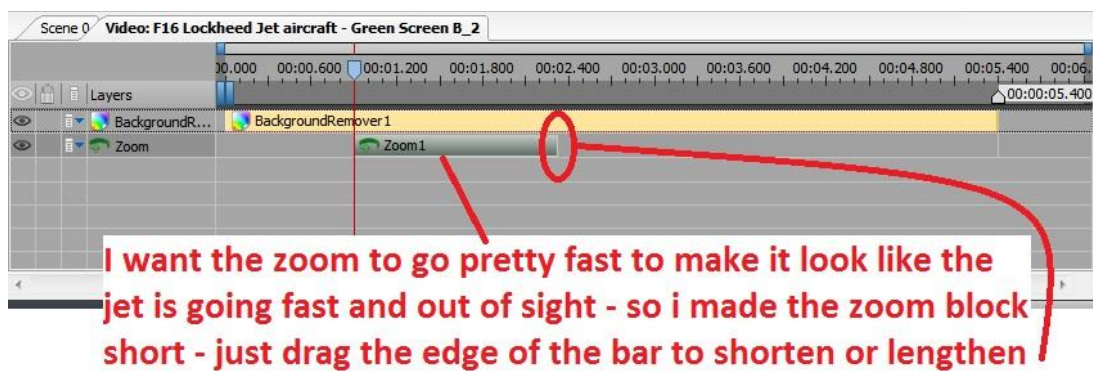 Scene 0 Video: F16 Lockheed Jet aircraft - Green Screen B_2
00.000 00:00.600 00:01.200 00:01.800 00:02.400 00:03.000 00:03.600 00:04.200 00:04.800 00:05.400 00:06.
Layers 00:00:05.400
BackgroundR... BackgroundRemover1
Zoom Zoom1
I want the zoom to go pretty fast to make it look like the
jet is going fast and out of sight - so i made the zoom block
short - just drag the edge of the bar to shorten or lengthen